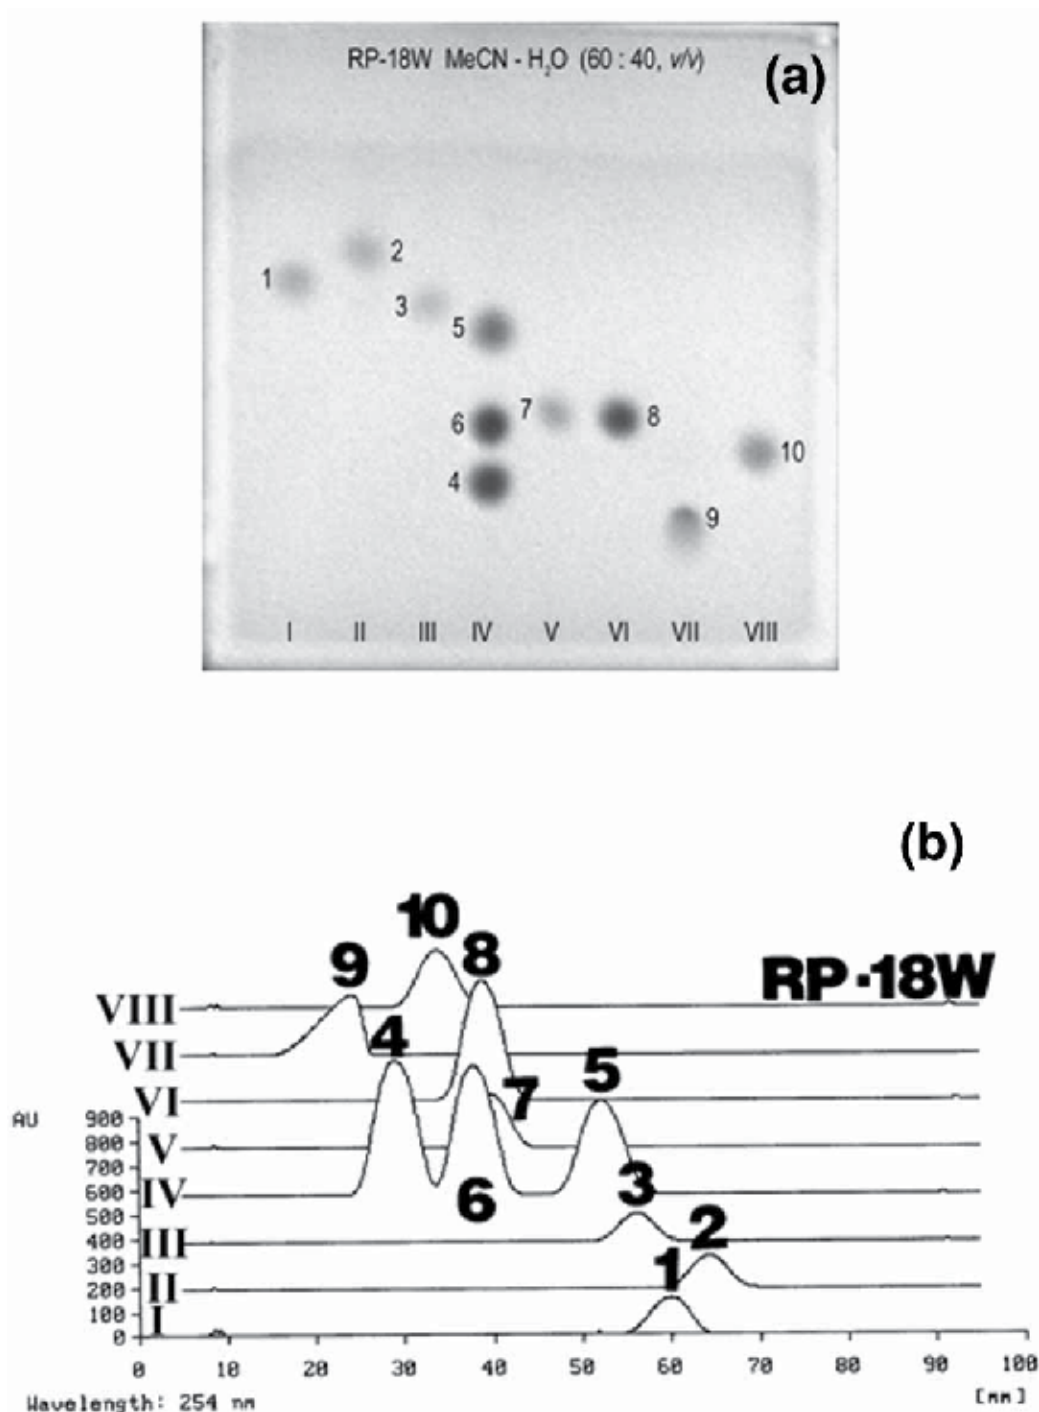 RP-18W MeCN - H₂O (60 : 40, v/v)
(a)
2
1
3
5
7
8
6
10
4
9
I II III IV V VI VII VIII
(b)
10
8
9
RP-18W
VIII
4
VII
5
VI
7
AU
900
V
800
700
3
IV
600
6
500
2
III
400
1
300
II
200
100
I
0
0 10 20 30 40 50 60 70 80 90 100
Wavelength: 254 nm
[mm]